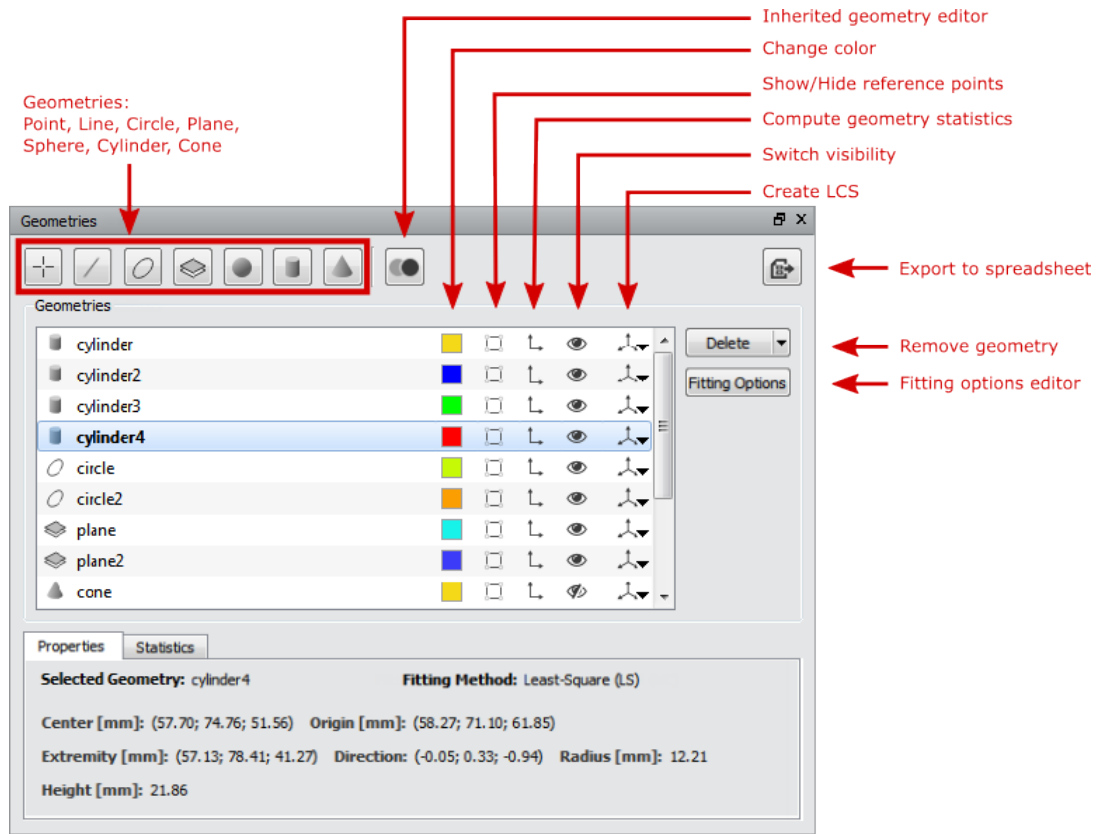 Inherited geometry editor
Change color
Show/Hide reference points
Compute geometry statistics
Switch visibility
Create LCS
Geometries:
Point, Line, Circle, Plane,
Sphere, Cylinder, Cone
Geometries
Export to spreadsheet
Geometries
cylinder
Delete
Remove geometry
cylinder2
Fitting Options
Fitting options editor
cylinder3
cylinder4
circle
circle2
plane
plane2
cone
Properties Statistics
Selected Geometry: cylinder4 Fitting Method: Least-Square (LS)
Center [mm]: (57.70; 74.76; 51.56) Origin [mm]: (58.27; 71.10; 61.85)
Extremity [mm]: (57.13; 78.41; 41.27) Direction: (-0.05; 0.33; -0.94) Radius [mm]: 12.21
Height [mm]: 21.86